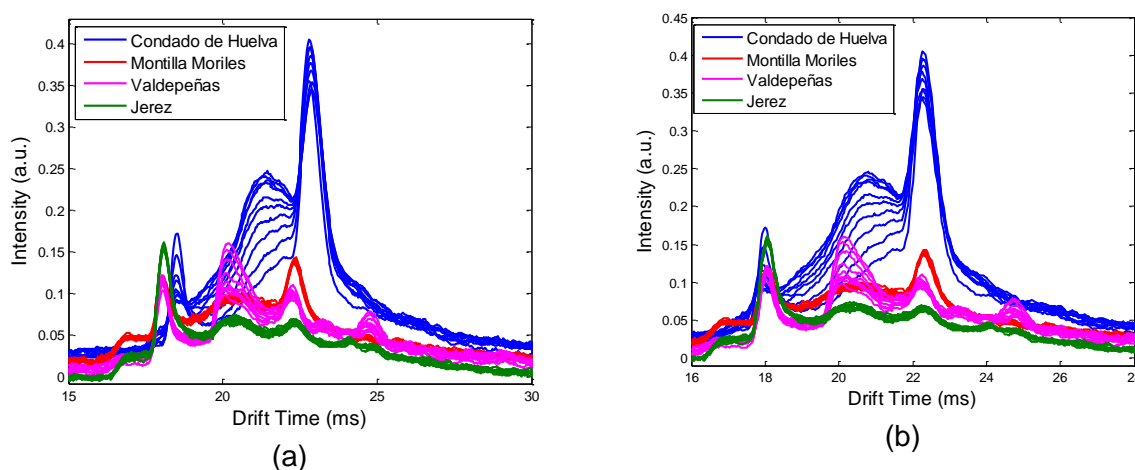 0.4
0.35
0.3
0.25
0.2
0.15
0.1
0.05
0
15
20
25
30
Intensity (a.u.)
Drift Time (ms)
Condado de Huelva
Montilla Moriles
Valdepeñas
Jerez
(a)
0.45
0.4
0.35
0.3
0.25
0.2
0.15
0.1
0.05
0
16
18
20
22
24
26
28
Intensity (a.u.)
Drift Time (ms)
Condado de Huelva
Montilla Moriles
Valdepeñas
Jerez
(b)